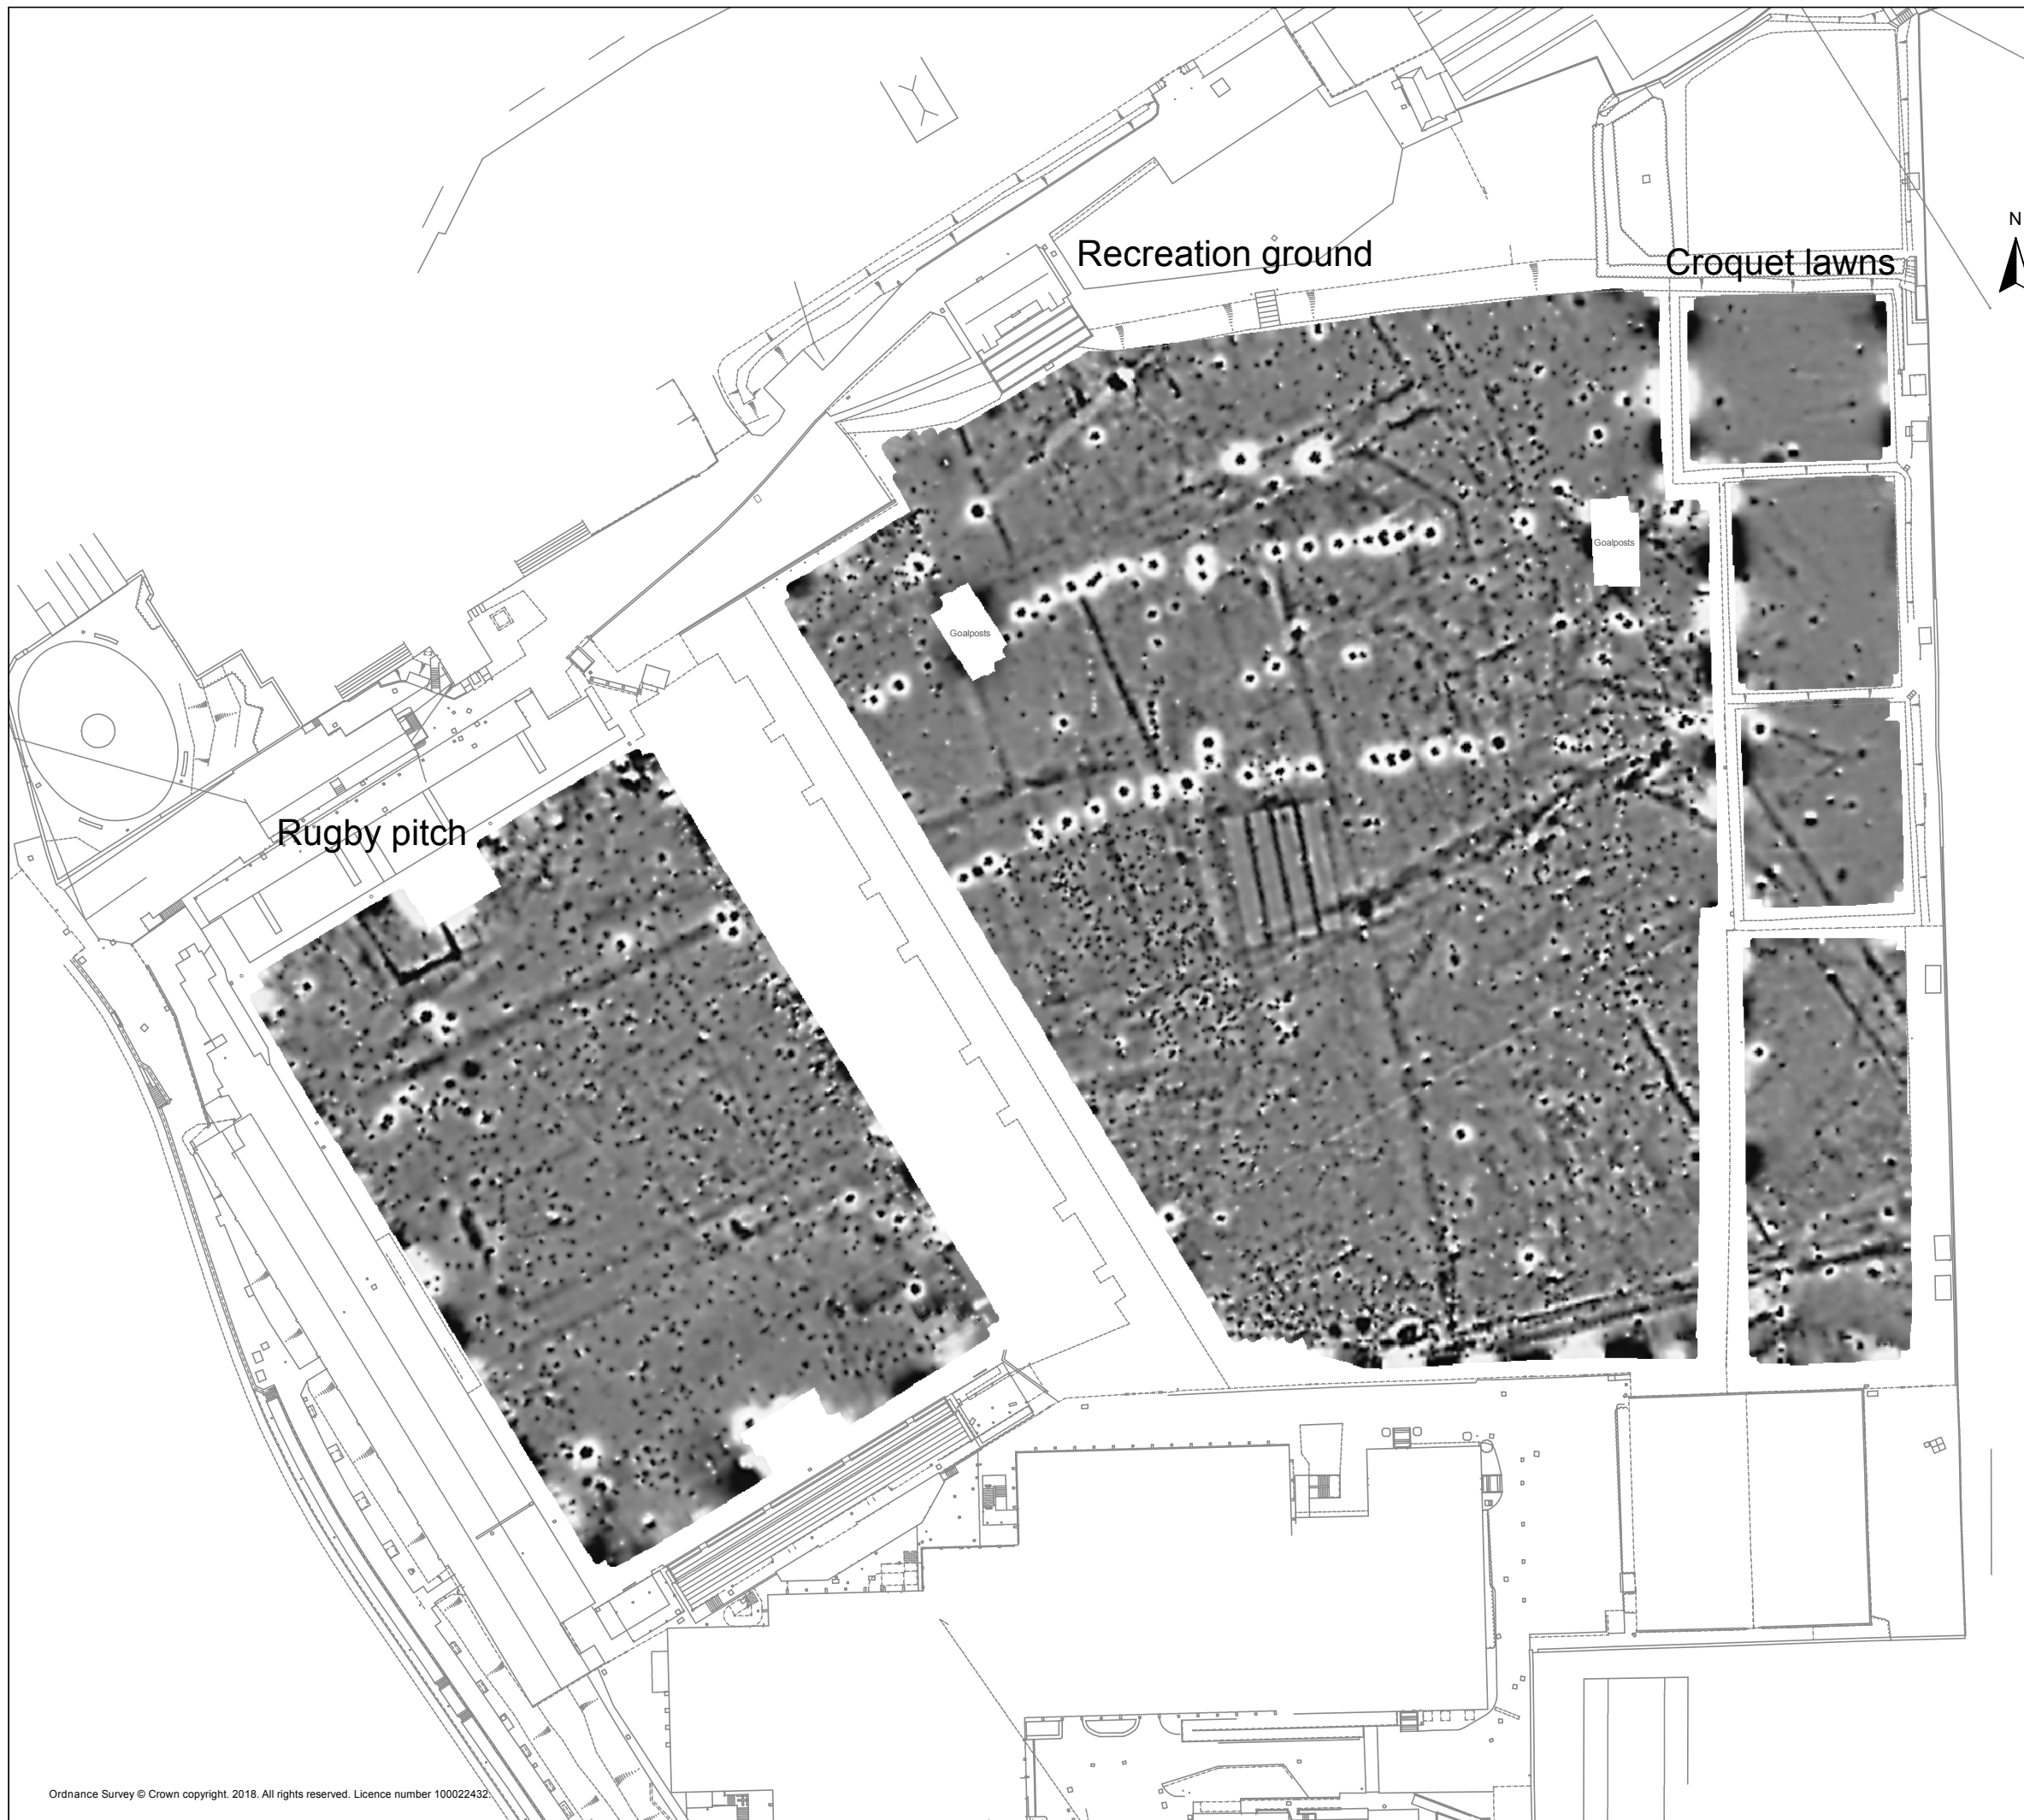 N
Recreation ground
Croquet lawns
Goalposts
Goalposts
Rugby pitch
Ordnance Survey © Crown copyright. 2018. All rights reserved. Licence number 100022432.